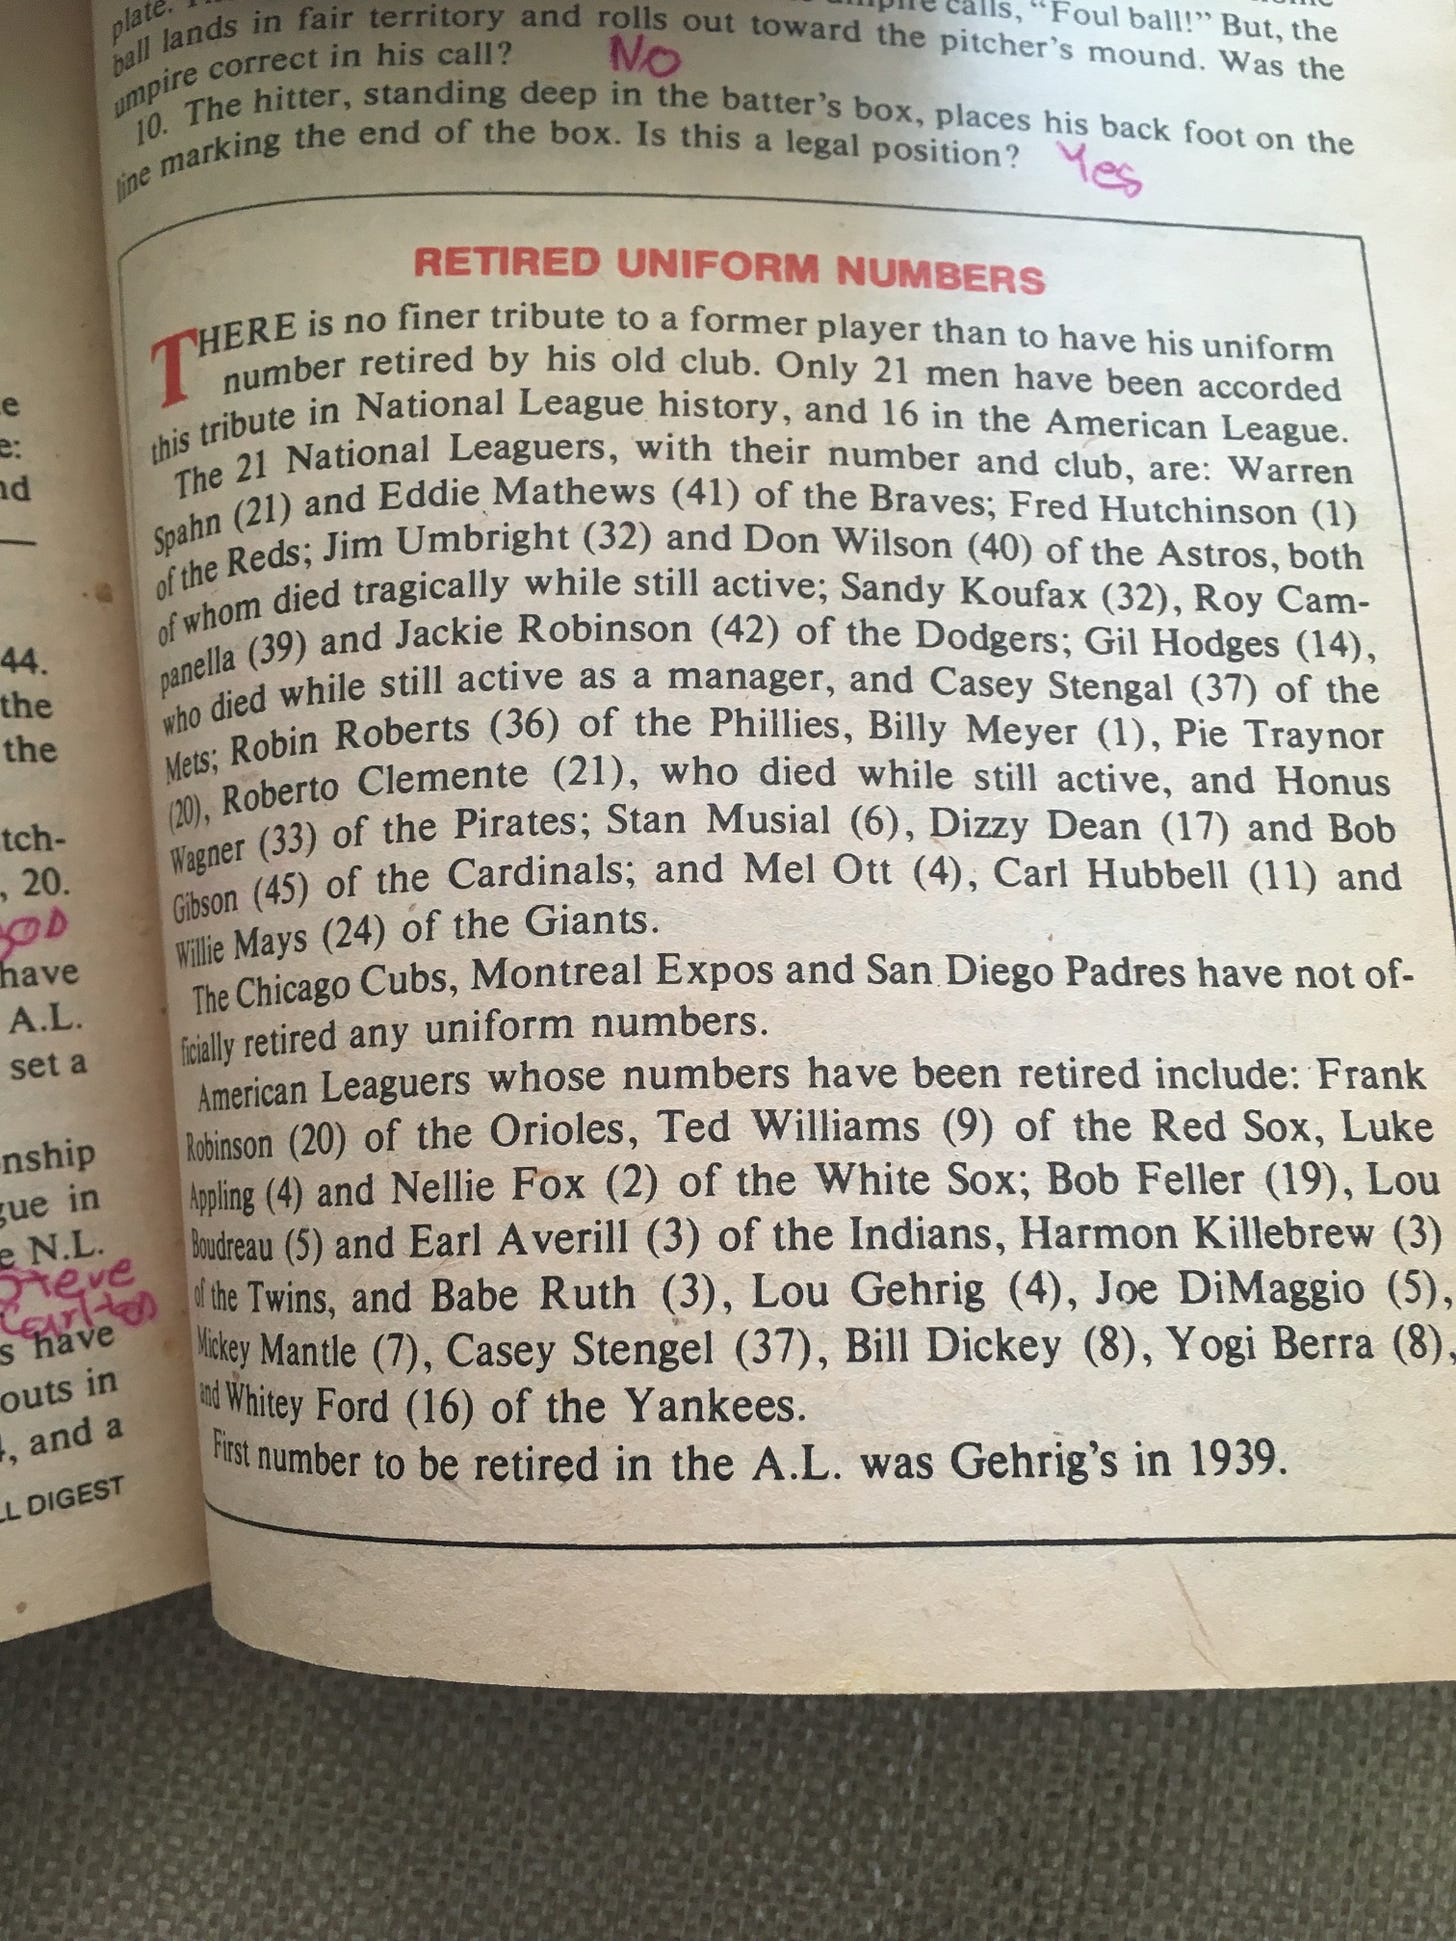 plate.
calls, "Foul ball!" But, the
ball lands in fair territory and rolls out toward the pitcher's mound. Was the
umpire correct in his call? No
10. The hitter, standing deep in the batter's box, places his back foot on the
line marking the end of the box. Is this a legal position? Yes
RETIRED UNIFORM NUMBERS
THERE is no finer tribute to a former player than to have his uniform
number retired by his old club. Only 21 men have been accorded
this tribute in National League history, and 16 in the American League.
The 21 National Leaguers, with their number and club, are: Warren
Spahn (21) and Eddie Mathews (41) of the Braves; Fred Hutchinson (1)
of the Reds; Jim Umbright (32) and Don Wilson (40) of the Astros, both
of whom died tragically while still active; Sandy Koufax (32), Roy Cam-
panella (39) and Jackie Robinson (42) of the Dodgers; Gil Hodges (14),
who died while still active as a manager, and Casey Stengal (37) of the
Mets; Robin Roberts (36) of the Phillies, Billy Meyer (1), Pie Traynor
(20), Roberto Clemente (21), who died while still active, and Honus
Wagner (33) of the Pirates; Stan Musial (6), Dizzy Dean (17) and Bob
Gibson (45) of the Cardinals; and Mel Ott (4), Carl Hubbell (11) and
Willie Mays (24) of the Giants.
The Chicago Cubs, Montreal Expos and San Diego Padres have not of-
ficially retired any uniform numbers.
American Leaguers whose numbers have been retired include: Frank
Robinson (20) of the Orioles, Ted Williams (9) of the Red Sox, Luke
Appling (4) and Nellie Fox (2) of the White Sox; Bob Feller (19), Lou
Boudreau (5) and Earl Averill (3) of the Indians, Harmon Killebrew (3)
of the Twins, and Babe Ruth (3), Lou Gehrig (4), Joe DiMaggio (5),
Mickey Mantle (7), Casey Stengel (37), Bill Dickey (8), Yogi Berra (8),
and Whitey Ford (16) of the Yankees.
First number to be retired in the A.L. was Gehrig's in 1939.
44.
the
the
tch-
, 20.
have
A.L.
set a
nship
gue in
N.L.
Steve
Carlton
s have
outs in
, and a
LL DIGEST